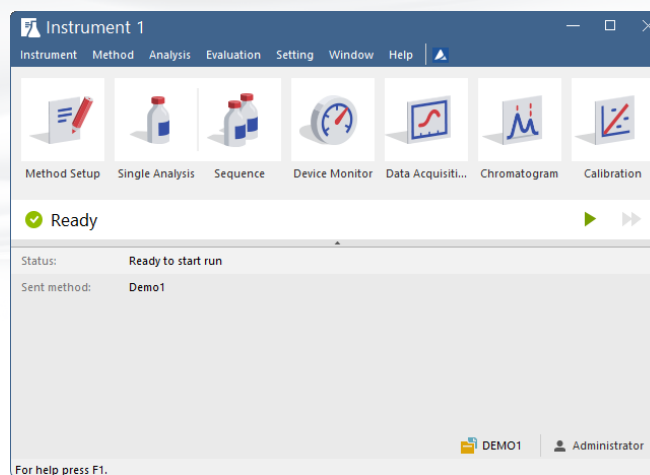 Instrument 1
Instrument Method Analysis Evaluation Setting Window Help
Method Setup Single Analysis Sequence Device Monitor Data Acquisiti... Chromatogram Calibration
Ready
Status: Ready to start run
Sent method: Demo1
DEMO1 Administrator
For help press F1.